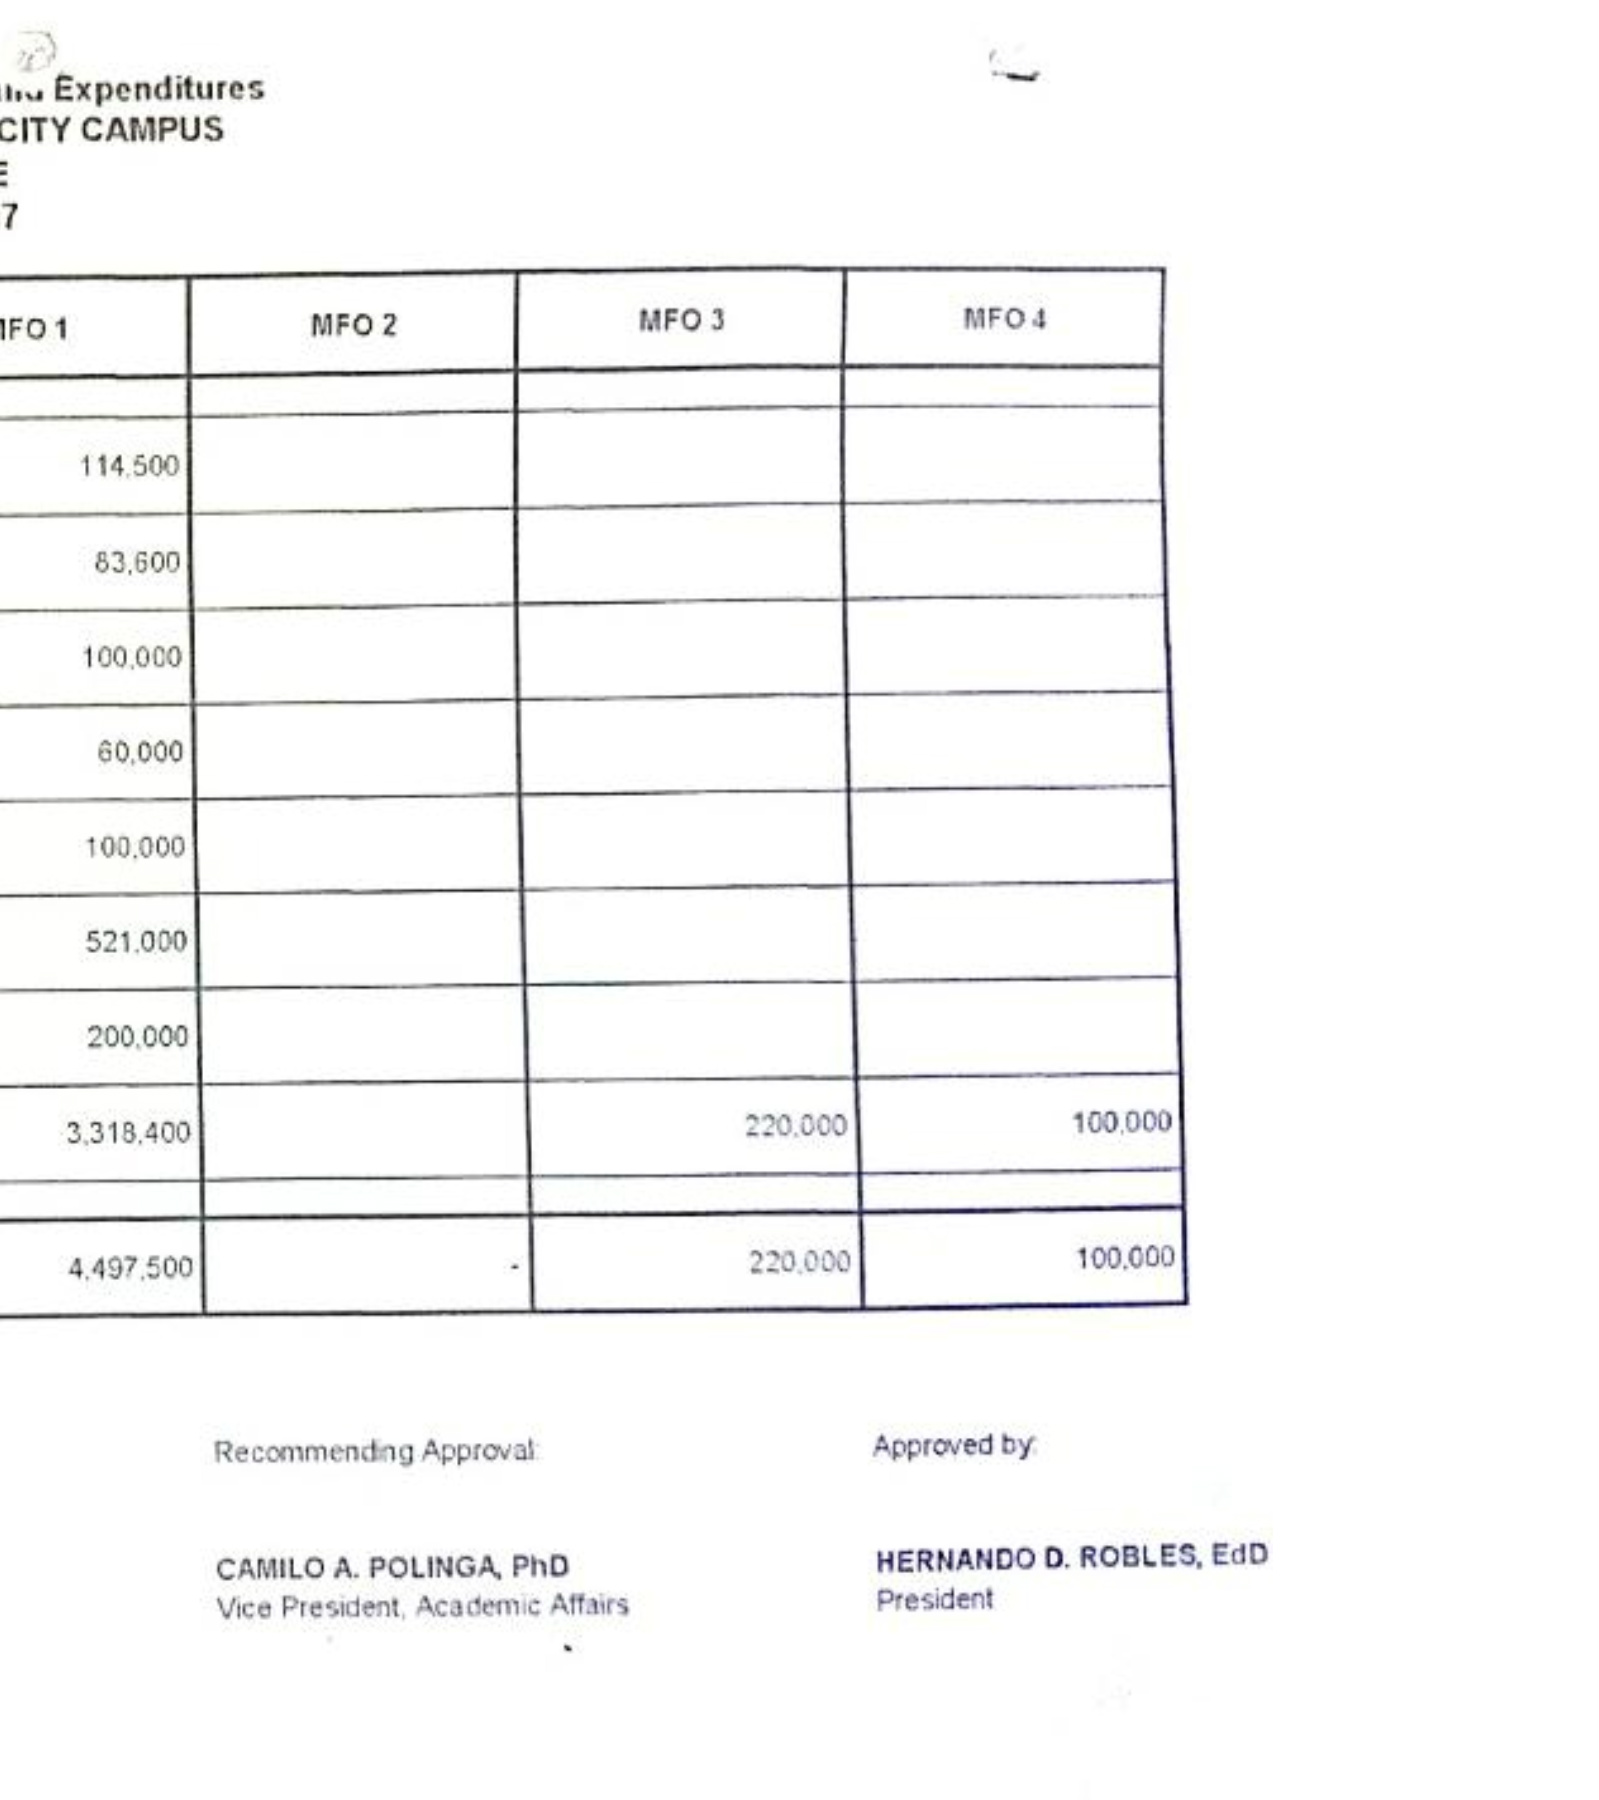 Expenditures
CITY CAMPUS
E
7
MFO 2 MFO 3 MFO 4
FO 1
114,500
83,600
100,000
60,000
100,000
521,000
200,000
3,318,400 220,000 100,000
4,497,500 - 220,000 100,000
Recommending Approval: Approved by:
CAMILO A. POLINGA, PhD HERNANDO D. ROBLES, EdD
Vice President, Academic Affairs President